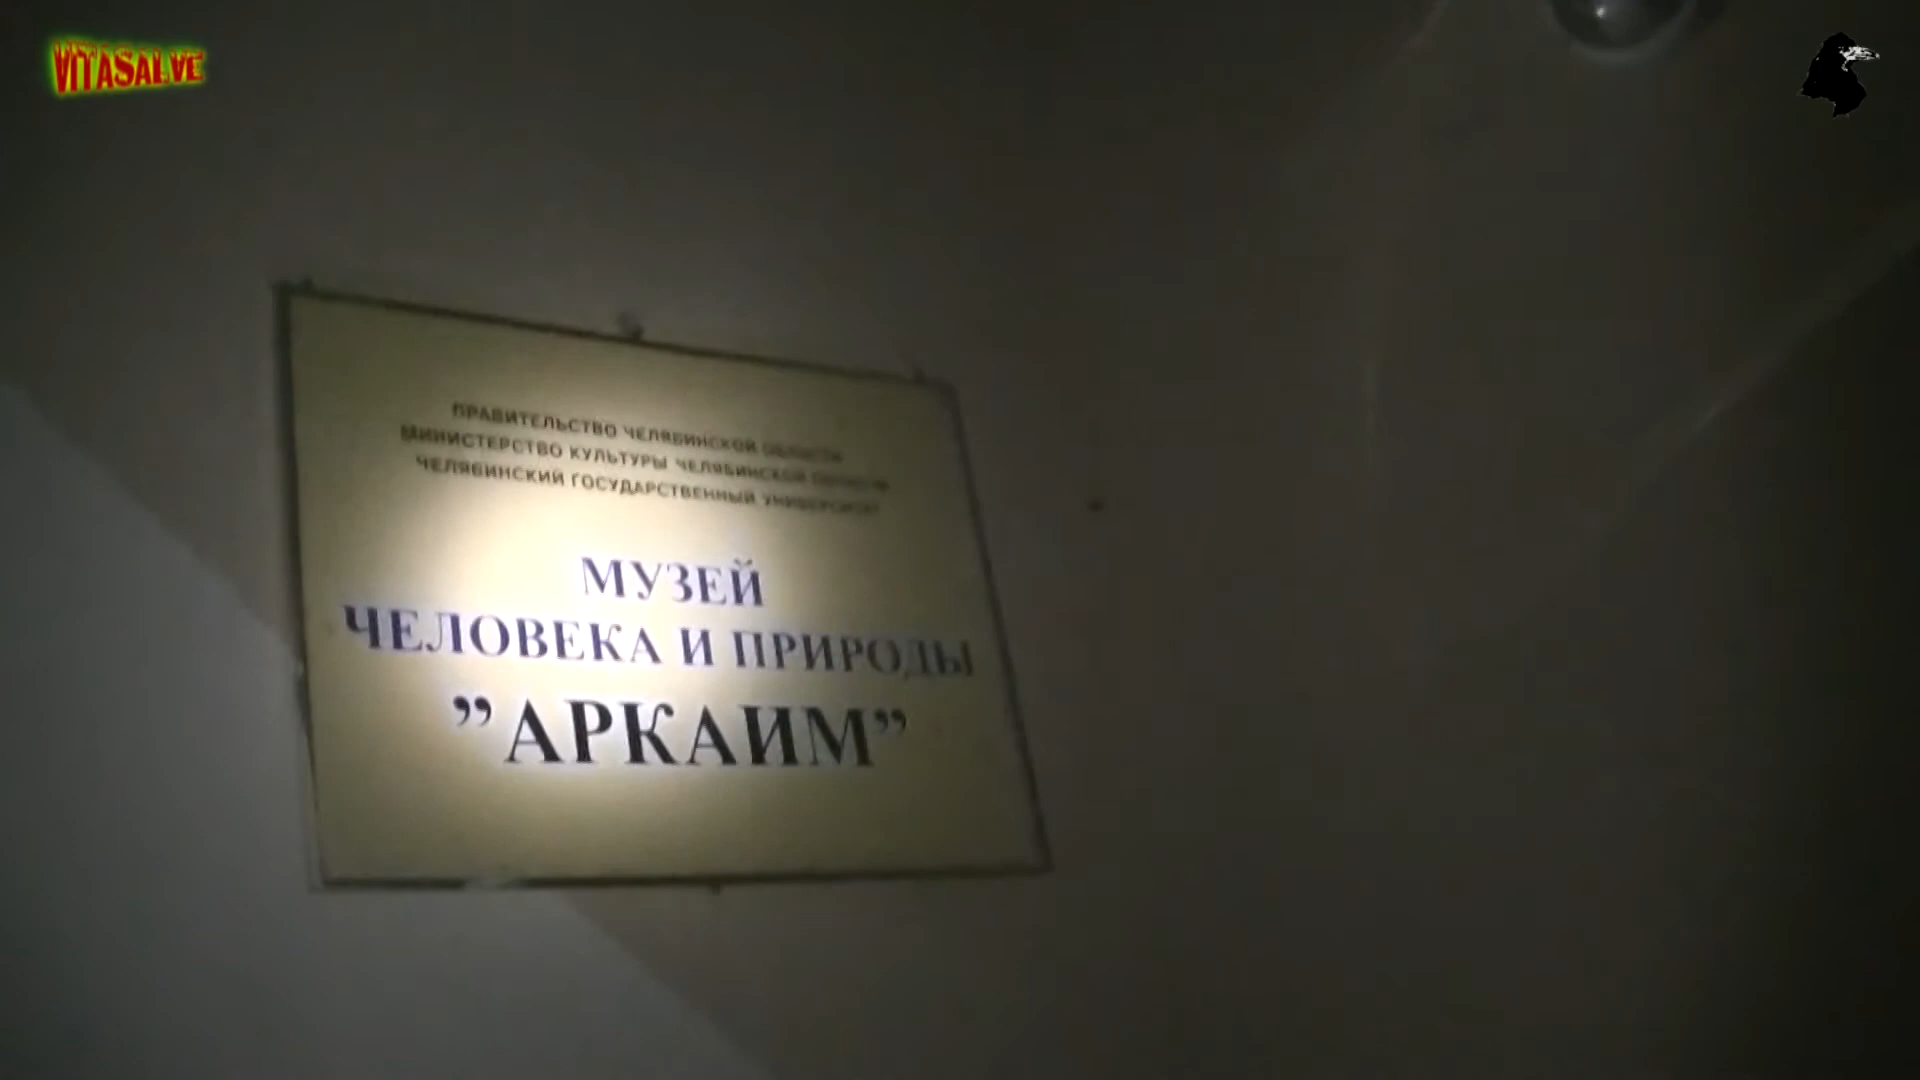 VITASALVE
ПРАВИТЕЛЬСТВО ЧЕЛЯБИНСКОЙ ОБЛАСТИ
МИНИСТЕРСТВО КУЛЬТУРЫ ЧЕЛЯБИНСКОЙ ОБЛАСТИ
ЧЕЛЯБИНСКИЙ ГОСУДАРСТВЕННЫЙ УНИВЕРСИТЕТ
МУЗЕЙ
ЧЕЛОВЕКА И ПРИРОДЫ
”АРКАИМ”